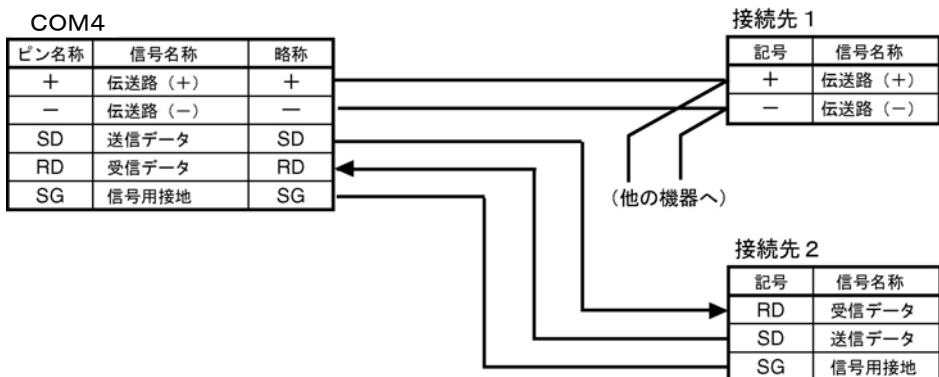 COM4
ピン名称 信号名称 略称
＋ 伝送路（＋） ＋
－ 伝送路（－） －
SD 送信データ SD
RD 受信データ RD
SG 信号用接地 SG
接続先１
記号 信号名称
＋ 伝送路（＋）
－ 伝送路（－）
（他の機器へ）
接続先２
記号 信号名称
RD 受信データ
SD 送信データ
SG 信号用接地